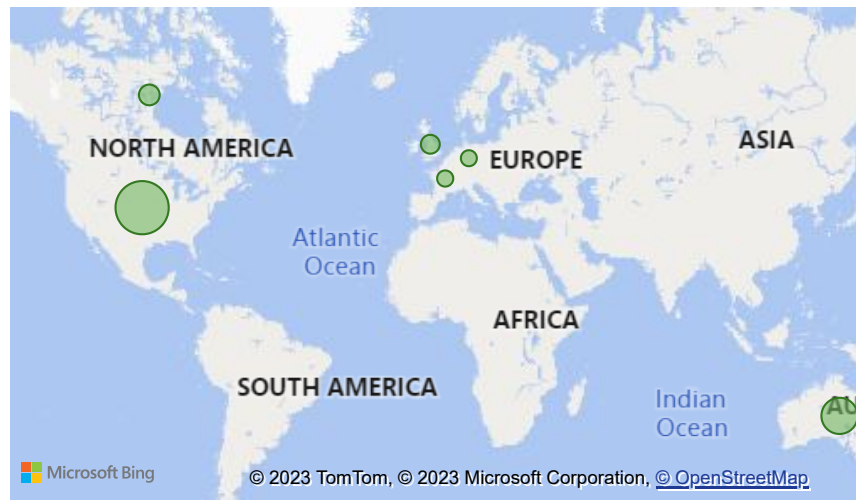 ASIA
NORTH AMERICA
EUROPE
Atlantic
Ocean
AFRICA
SOUTH AMERICA
Indian
Ocean
AU
Microsoft Bing
© 2023 TomTom, © 2023 Microsoft Corporation, © OpenStreetMap